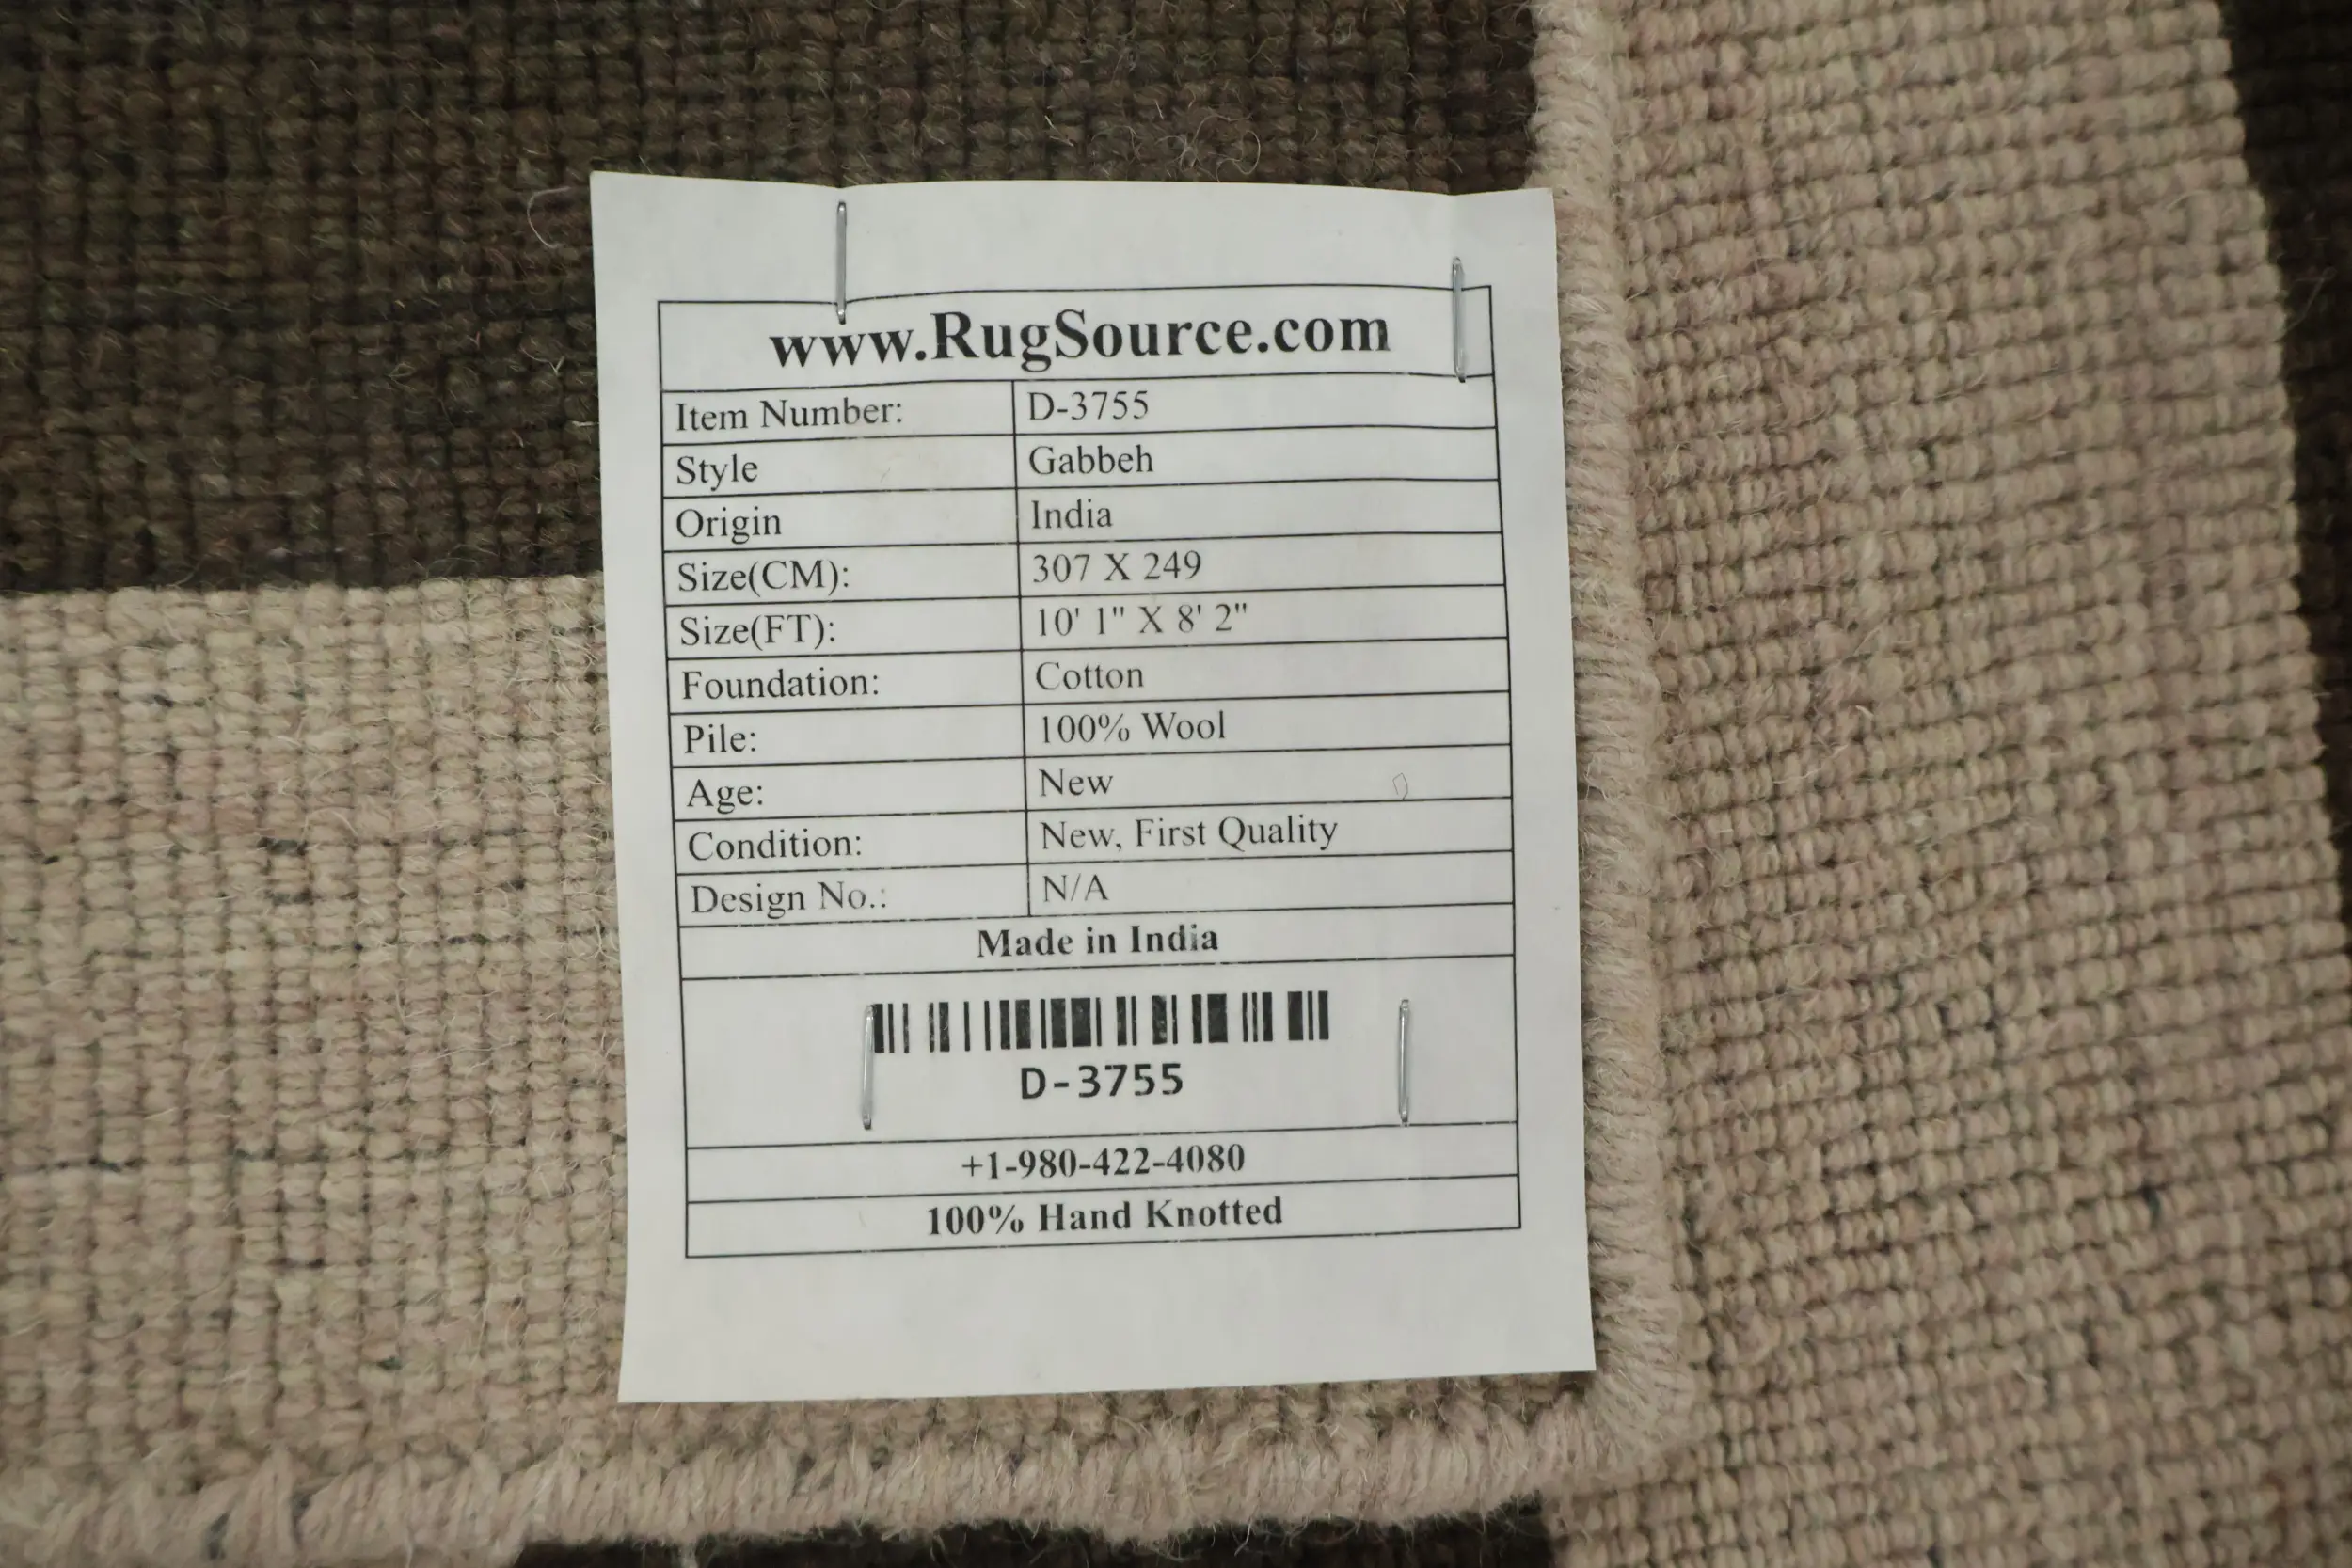 www.RugSource.com
Item Number: D-3755
Style Gabbeh
Origin India
Size(CM): 307 X 249
Size(FT): 10' 1" X 8' 2"
Foundation: Cotton
Pile: 100% Wool
Age: New
Condition: New, First Quality
Design No.: N/A
Made in India
D-3755
+1-980-422-4080
100% Hand Knotted